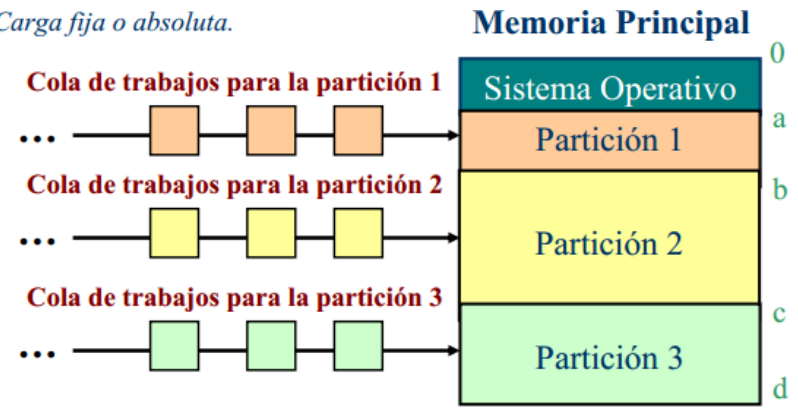 Carga fija o absoluta.
Memoria Principal
0
Cola de trabajos para la partición 1
Sistema Operativo
a
...
Partición 1
Cola de trabajos para la partición 2
b
...
Partición 2
Cola de trabajos para la partición 3
c
...
Partición 3
d